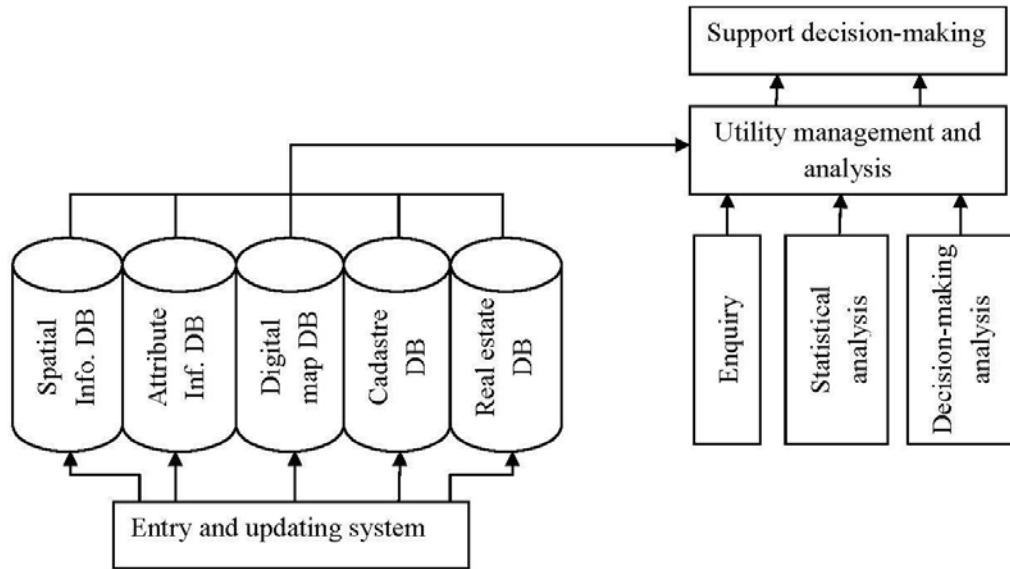 Support decision-making
Utility management and
analysis
Spatial
Info. DB
Attribute
Inf. DB
Digital
map DB
Cadastre
DB
Real estate
DB
Enquiry
Statistical
analysis
Decision-making
analysis
Entry and updating system